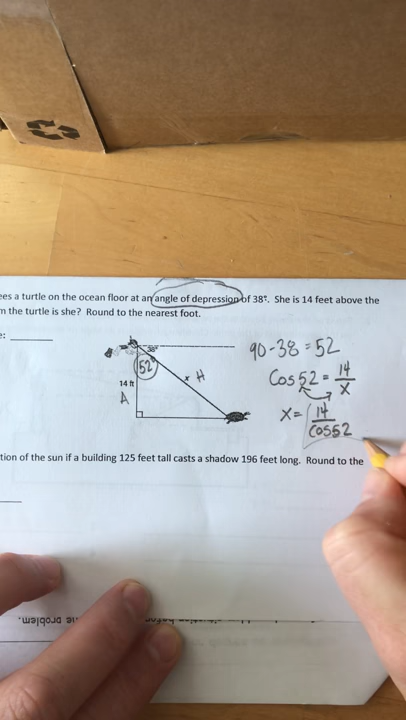 ees a turtle on the ocean floor at an angle of depression of 38°. She is 14 feet above the
m the turtle is she? Round to the nearest foot.
e: ________
38°
52°
14 ft
A
x H
90-38=52
Cos 52 = 14/x
x = 14/cos52
tion of the sun if a building 125 feet tall casts a shadow 196 feet long. Round to the
problem.